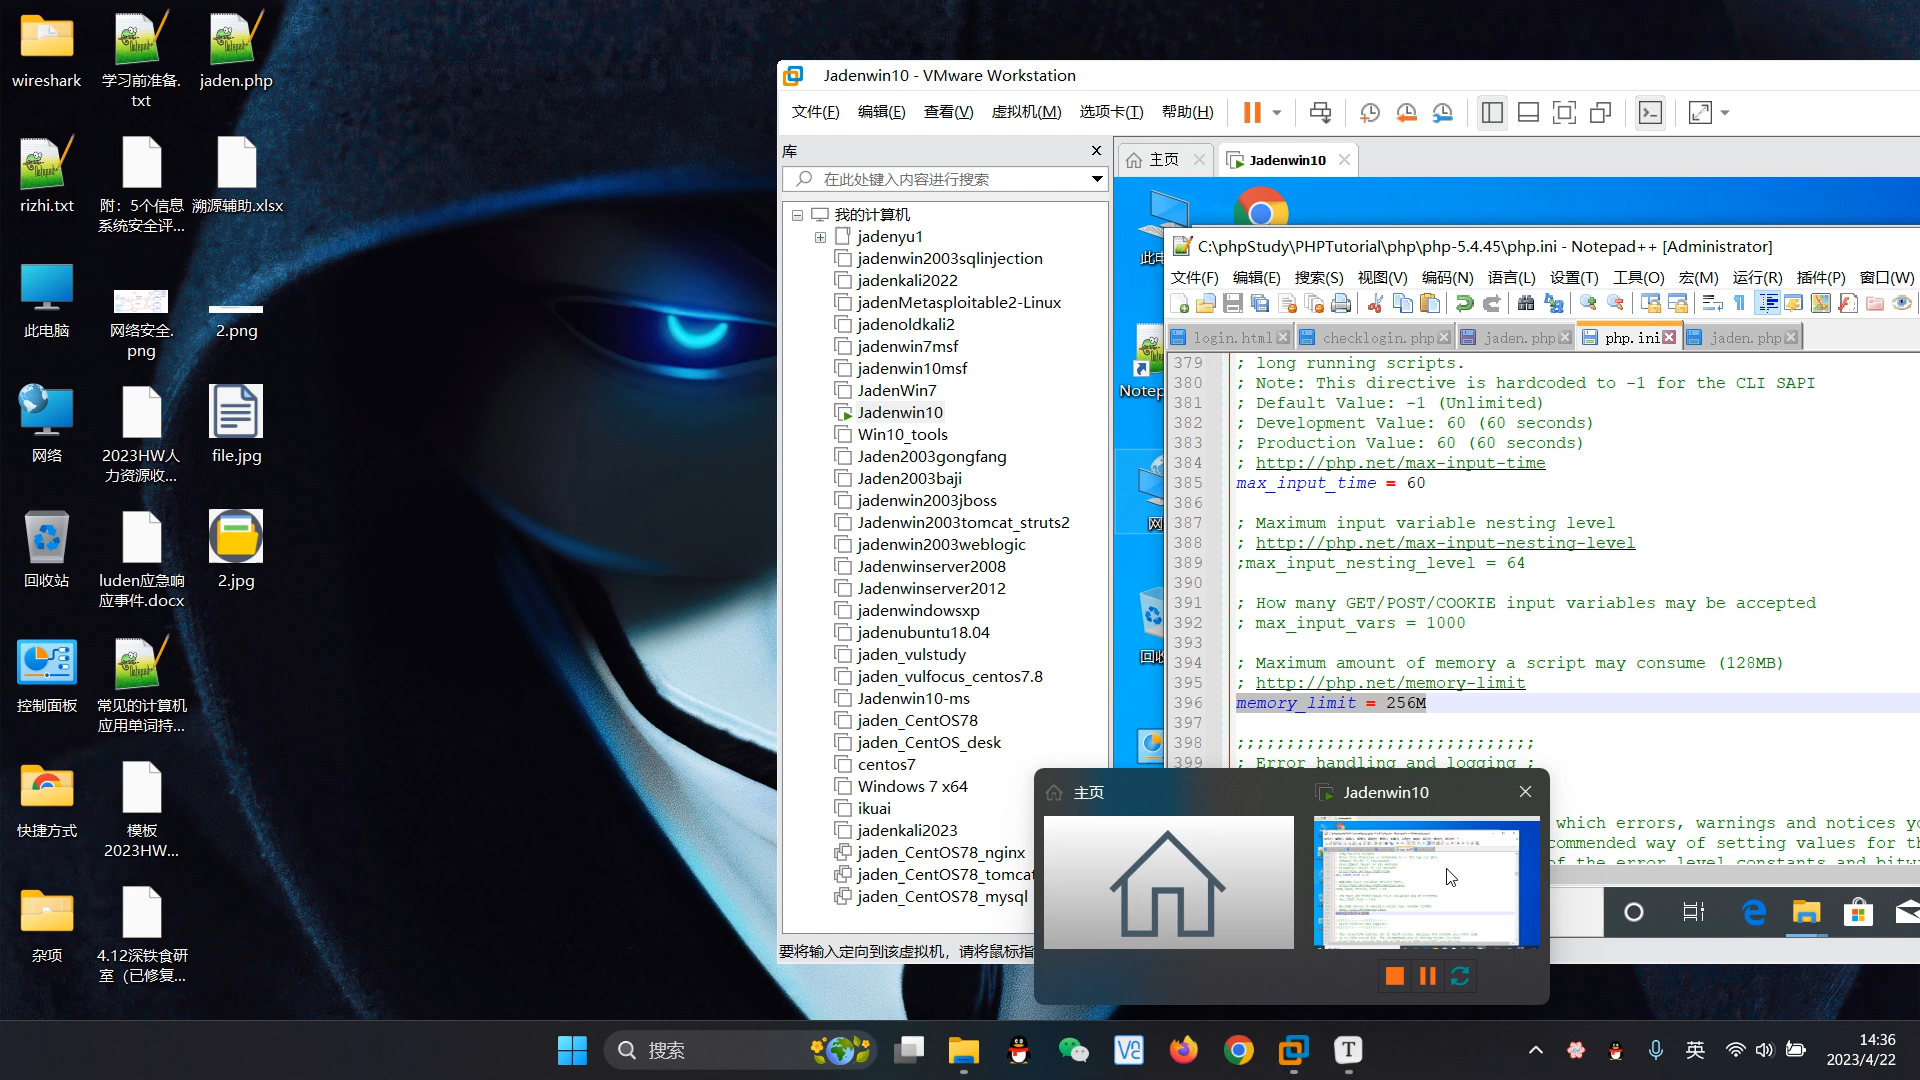 wireshark
学习前准备.
txt
jaden.php
rizhi.txt
附：5个信息
系统安全评...
溯源辅助.xlsx
此电脑
网络安全.
png
2.png
网络
2023HW人
力资源收...
file.jpg
回收站
luden应急响
应事件.docx
2.jpg
控制面板
常见的计算机
应用单词持...
快捷方式
模板
2023HW...
杂项
4.12深铁食研
室（已修复...
Jadenwin10 - VMware Workstation
文件(F) 编辑(E) 查看(V) 虚拟机(M) 选项卡(T) 帮助(H)
库
在此处键入内容进行搜索
我的计算机
jadenyu1
jadenwin2003sqlinjection
jadenkali2022
jadenMetasploitable2-Linux
jadenoldkali2
jadenwin7msf
jadenwin10msf
JadenWin7
Jadenwin10
Win10_tools
Jaden2003gongfang
Jaden2003baji
jadenwin2003jboss
Jadenwin2003tomcat_struts2
jadenwin2003weblogic
Jadenwinserver2008
Jadenwinserver2012
jadenwindowsxp
jadenubuntu18.04
jaden_vulstudy
jaden_vulfocus_centos7.8
Jadenwin10-ms
jaden_CentOS78
jaden_CentOS_desk
centos7
Windows 7 x64
ikuai
jadenkali2023
jaden_CentOS78_nginx
jaden_CentOS78_tomcat
jaden_CentOS78_mysql
要将输入定向到该虚拟机，请将鼠标指
主页 Jadenwin10
此电
Notep
网
回收
C:\phpStudy\PHPTutorial\php\php-5.4.45\php.ini - Notepad++ [Administrator]
文件(F) 编辑(E) 搜索(S) 视图(V) 编码(N) 语言(L) 设置(T) 工具(O) 宏(M) 运行(R) 插件(P) 窗口(W)
login.html checklogin.php jaden.php php.ini jaden.php
379 ; long running scripts.
380 ; Note: This directive is hardcoded to -1 for the CLI SAPI
381 ; Default Value: -1 (Unlimited)
382 ; Development Value: 60 (60 seconds)
383 ; Production Value: 60 (60 seconds)
384 ; http://php.net/max-input-time
385 max_input_time = 60
386
387 ; Maximum input variable nesting level
388 ; http://php.net/max-input-nesting-level
389 ;max_input_nesting_level = 64
390
391 ; How many GET/POST/COOKIE input variables may be accepted
392 ; max_input_vars = 1000
393
394 ; Maximum amount of memory a script may consume (128MB)
395 ; http://php.net/memory-limit
396 memory_limit = 256M
397
398 ;;;;;;;;;;;;;;;;;;;;;;;;;;;;;;
399 ; Error handling and logging ;
which errors, warnings and notices yo
commended way of setting values for th
of the error level constants and bitw
主页
Jadenwin10
搜索
英
14:36
2023/4/22